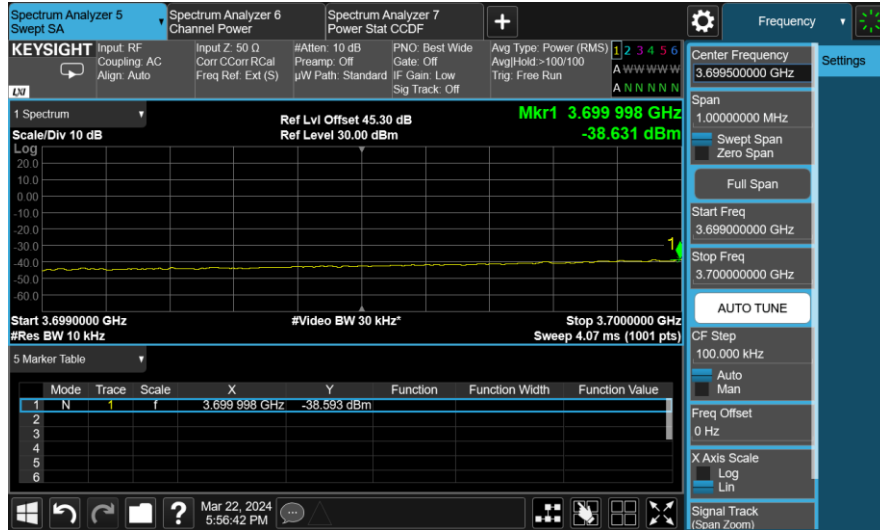 Spectrum Analyzer 5
Swept SA
Spectrum Analyzer 6
Channel Power
Spectrum Analyzer 7
Power Stat CCDF
Frequency
KEYSIGHT
LXI
Input: RF
Coupling: AC
Align: Auto
Input Z: 50 Ω
Corr CCorr RCal
Freq Ref: Ext (S)
#Atten: 10 dB
Preamp: Off
µW Path: Standard
PNO: Best Wide
Gate: Off
IF Gain: Low
Sig Track: Off
Avg Type: Power (RMS)
Avg|Hold:>100/100
Trig: Free Run
1 2 3 4 5 6
A W W W W W
A N N N N N
1 Spectrum
Scale/Div 10 dB
Ref Lvl Offset 45.30 dB
Ref Level 30.00 dBm
Mkr1 3.699 998 GHz
-38.631 dBm
Log
20.0
10.0
0.00
-10.0
-20.0
-30.0
-40.0
-50.0
-60.0
1
Start 3.6990000 GHz
#Res BW 10 kHz
#Video BW 30 kHz*
Stop 3.7000000 GHz
Sweep 4.07 ms (1001 pts)
5 Marker Table
Mode Trace Scale X Y Function Function Width Function Value
1 N 1 f 3.699 998 GHz -38.593 dBm
2
3
4
5
6
Mar 22, 2024
5:56:42 PM
Center Frequency
3.699500000 GHz
Span
1.00000000 MHz
Swept Span
Zero Span
Full Span
Start Freq
3.699000000 GHz
Stop Freq
3.700000000 GHz
AUTO TUNE
CF Step
100.000 kHz
Auto
Man
Freq Offset
0 Hz
X Axis Scale
Log
Lin
Signal Track
(Span Zoom)
Settings